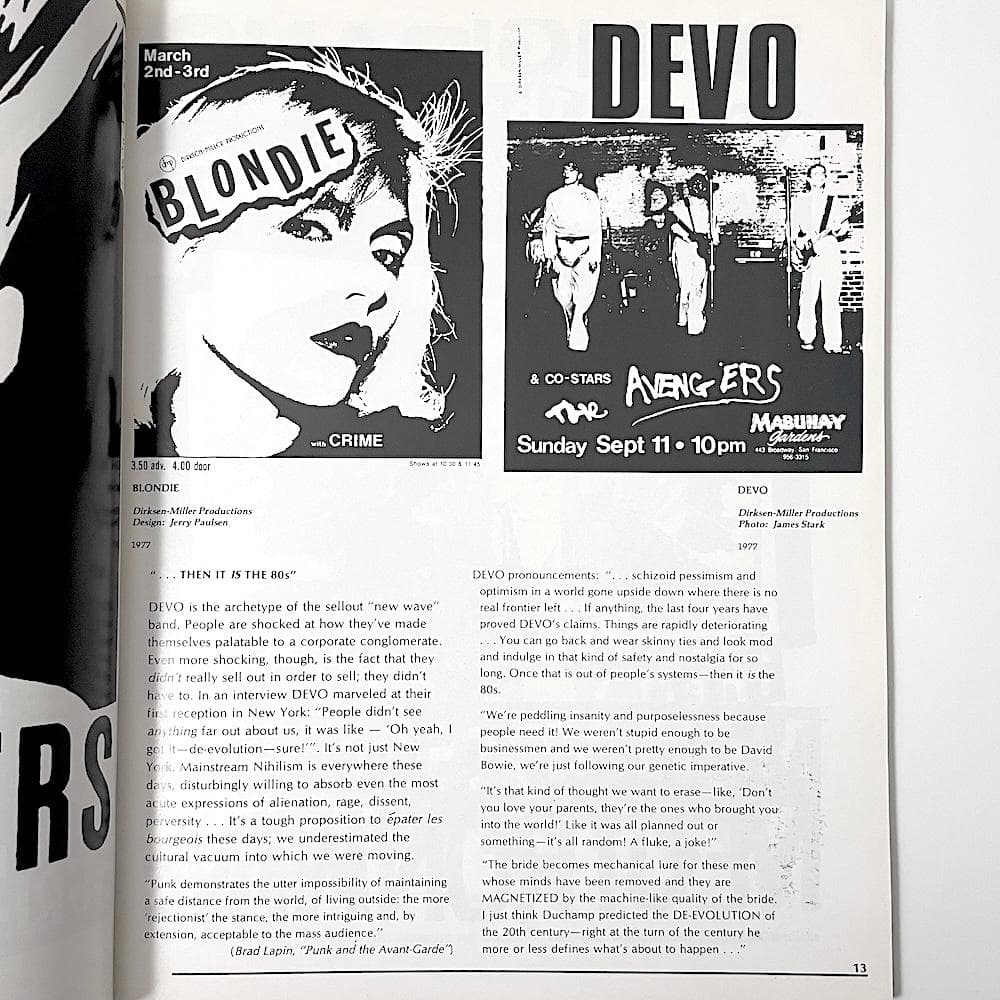 RS
March
2nd-3rd
DIRKSEN-MILLER PRODUCTIONS
BLONDIE
with CRIME
3.50 adv, 4.00 door
Shows at 10:00 & 11:45
BLONDIE
Dirksen-Miller Productions
Design: Jerry Paulsen
1977
DEVO
& CO-STARS
THE AVENGERS
MABUHAY
Gardens
443 Broadway San Francisco
956-3315
Sunday Sept 11 • 10pm
DEVO
Dirksen-Miller Productions
Photo: James Stark
1977
" . . . THEN IT IS THE 80s"
DEVO is the archetype of the sellout "new wave"
band. People are shocked at how they've made
themselves palatable to a corporate conglomerate.
Even more shocking, though, is the fact that they
didn't really sell out in order to sell; they didn't
have to. In an interview DEVO marveled at their
first reception in New York: "People didn't see
anything far out about us, it was like — 'Oh yeah, I
got it—de-evolution—sure!'". It's not just New
York. Mainstream Nihilism is everywhere these
days, disturbingly willing to absorb even the most
acute expressions of alienation, rage, dissent,
perversity . . . It's a tough proposition to épater les
bourgeois these days; we underestimated the
cultural vacuum into which we were moving.
"Punk demonstrates the utter impossibility of maintaining
a safe distance from the world, of living outside: the more
'rejectionist' the stance, the more intriguing and, by
extension, acceptable to the mass audience."
(Brad Lapin, "Punk and the Avant-Garde")
DEVO pronouncements: ". . . schizoid pessimism and
optimism in a world gone upside down where there is no
real frontier left . . . If anything, the last four years have
proved DEVO's claims. Things are rapidly deteriorating
. . . You can go back and wear skinny ties and look mod
and indulge in that kind of safety and nostalgia for so
long. Once that is out of people's systems—then it is the
80s.
"We're peddling insanity and purposelessness because
people need it! We weren't stupid enough to be
businessmen and we weren't pretty enough to be David
Bowie, we're just following our genetic imperative.
"It's that kind of thought we want to erase—like, 'Don't
you love your parents, they're the ones who brought you
into the world!' Like it was all planned out or
something—it's all random! A fluke, a joke!"
"The bride becomes mechanical lure for these men
whose minds have been removed and they are
MAGNETIZED by the machine-like quality of the bride.
I just think Duchamp predicted the DE-EVOLUTION of
the 20th century—right at the turn of the century he
more or less defines what's about to happen . . ."
13